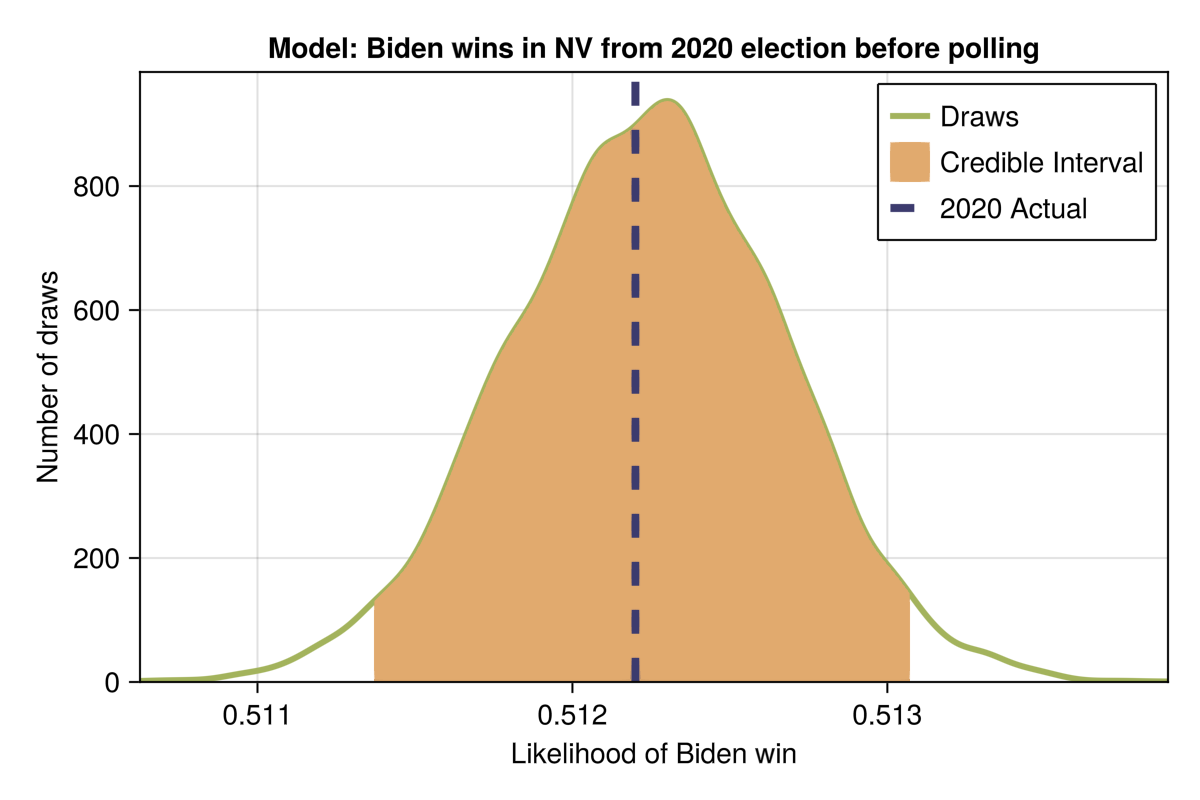 Model: Biden wins in NV from 2020 election before polling
Draws
Credible Interval
2020 Actual
Number of draws
800
600
400
200
0
0.511
0.512
0.513
Likelihood of Biden win